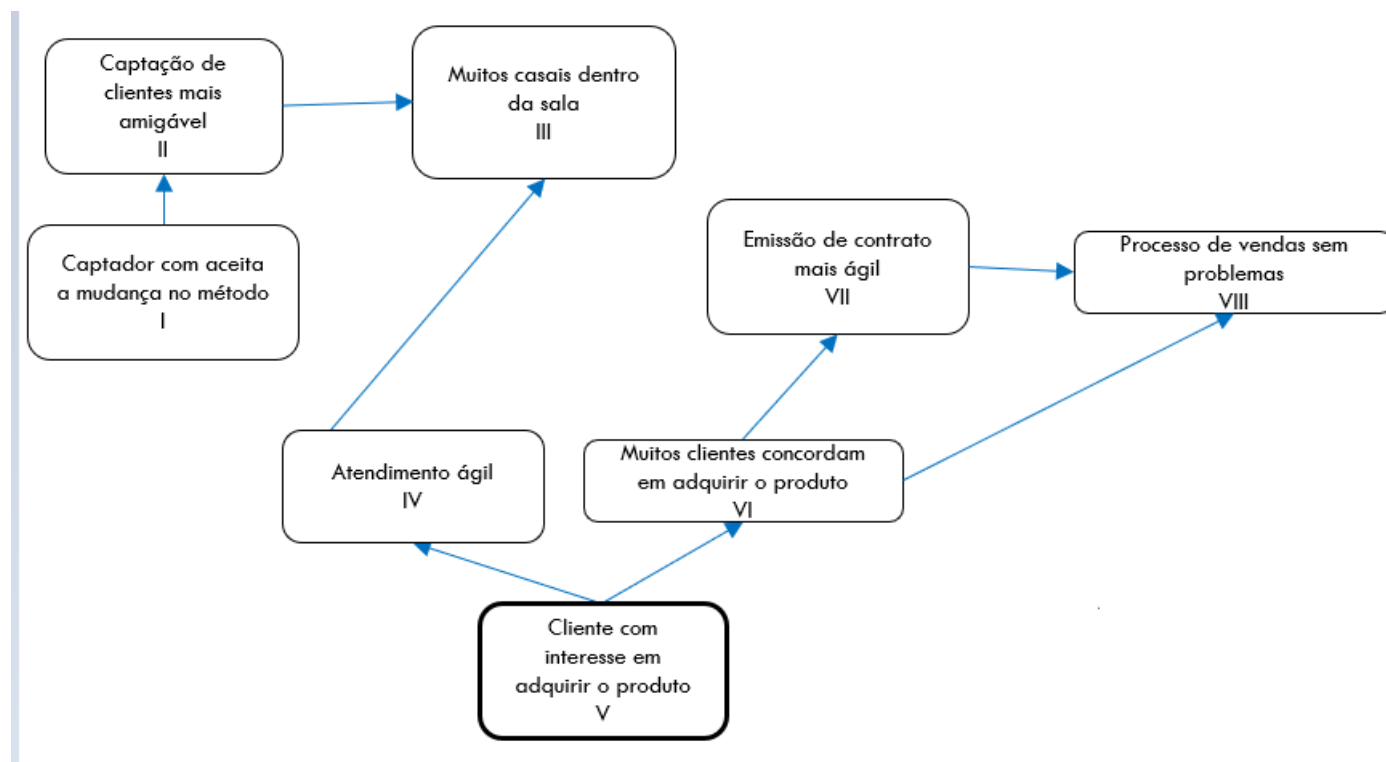 Captação de
clientes mais
amigável
II
Muitos casais dentro
da sala
III
Captador com aceita
a mudança no método
I
Emissão de contrato
mais ágil
VII
Processo de vendas sem
problemas
VIII
Atendimento ágil
IV
Muitos clientes concordam
em adquirir o produto
VI
Cliente com
interesse em
adquirir o produto
V